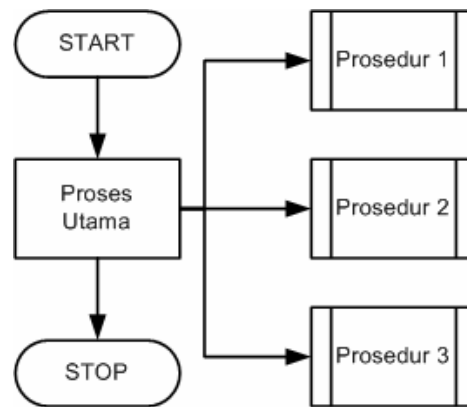 START
Prosedur 1
Proses
Utama
Prosedur 2
STOP
Prosedur 3